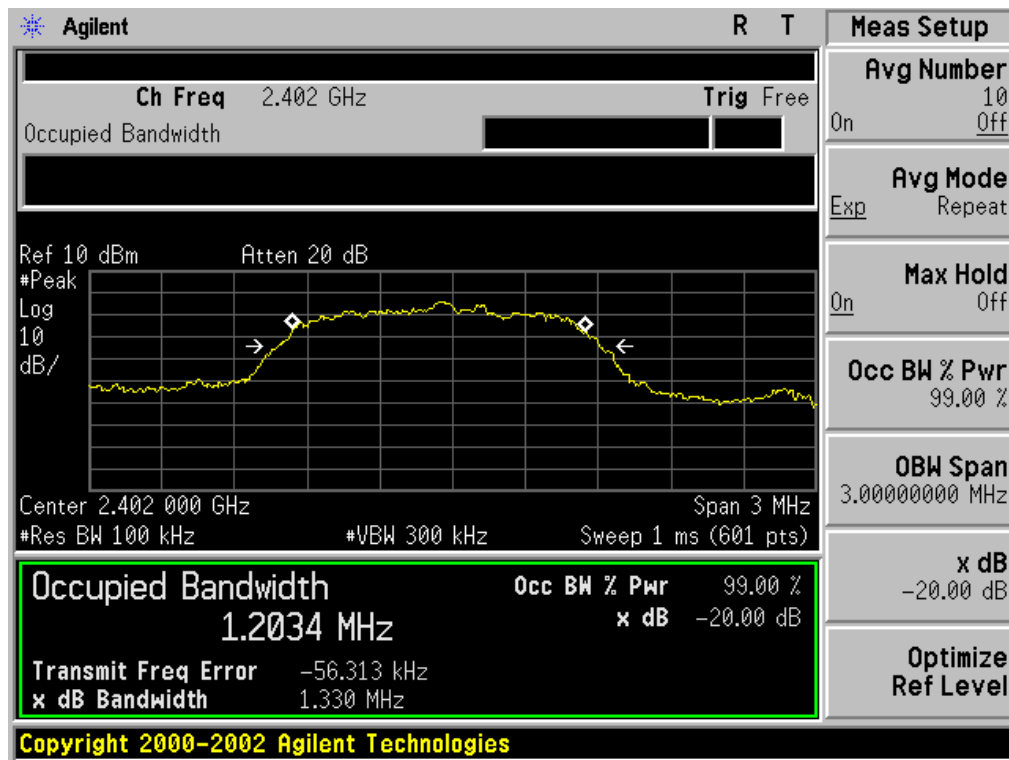 Agilent R T
Ch Freq 2.402 GHz Trig Free
Occupied Bandwidth
Ref 10 dBm Atten 20 dB
#Peak
Log
10
dB/
Center 2.402 000 GHz Span 3 MHz
#Res BW 100 kHz #VBW 300 kHz Sweep 1 ms (601 pts)
Occupied Bandwidth Occ BW % Pwr 99.00 %
1.2034 MHz x dB -20.00 dB
Transmit Freq Error -56.313 kHz
x dB Bandwidth 1.330 MHz
Copyright 2000-2002 Agilent Technologies
Meas Setup
Avg Number
10
On Off
Avg Mode
Exp Repeat
Max Hold
On Off
Occ BW % Pwr
99.00 %
OBW Span
3.00000000 MHz
x dB
-20.00 dB
Optimize
Ref Level